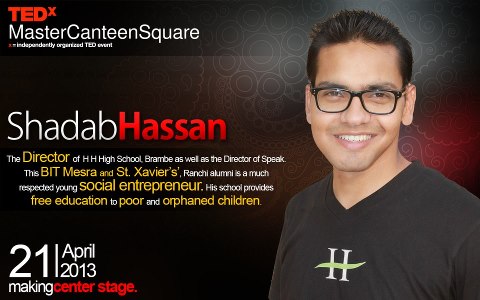 TEDx
MasterCanteenSquare
x = independently organized TED event
ShadabHassan
The Director of H H High School, Brambe as well as the Director of Speak.
This BIT Mesra and St. Xavier's', Ranchi alumni is a much
respected young social entrepreneur. His school provides
free education to poor and orphaned children.
21 April
2013
makingcenter stage.
H